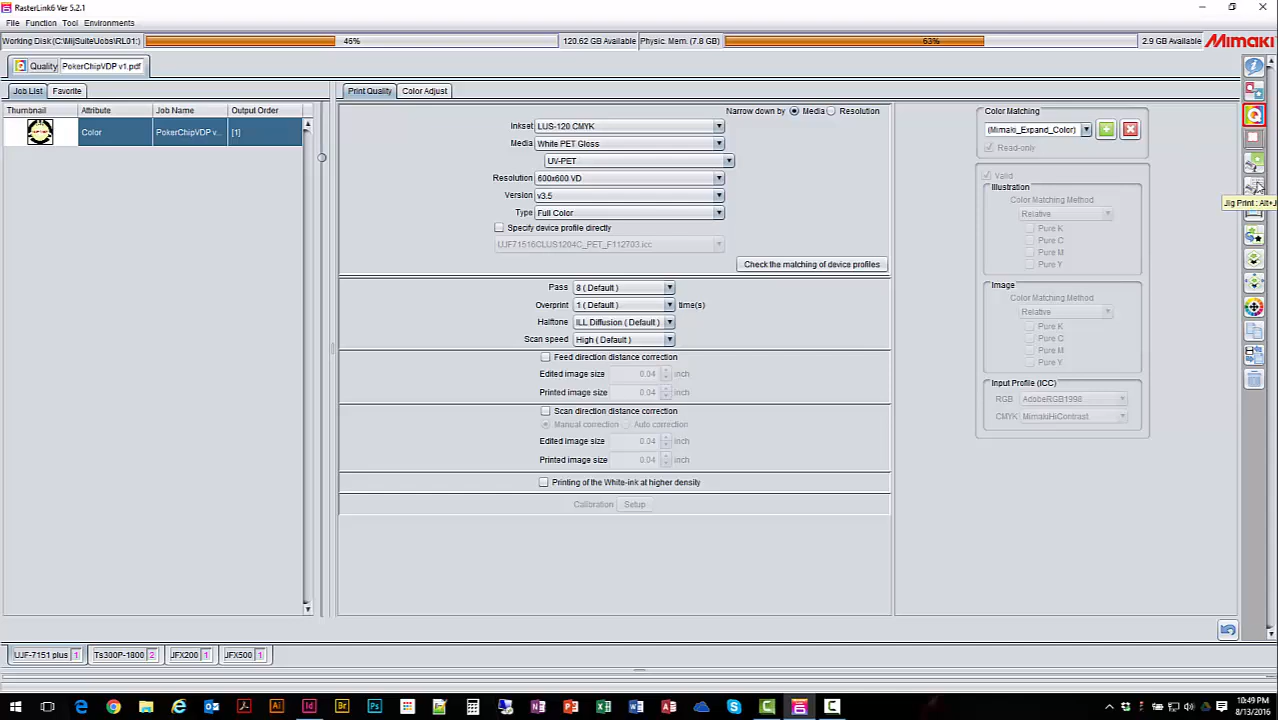 RasterLink6 Ver 5.2.1
File Function Tool Environments
Working Disk(C:MijSuite\Jobs\RL01:) 46% 120.62 GB Available Physic. Mem. (7.8 GB) 63% 2.9 GB Available Mimaki
Quality PokerChipVDP v1.pdf
Job List Favorite
Thumbnail Attribute Job Name Output Order
Color PokerChipVDP v... [1]
Print Quality Color Adjust
Narrow down by Media Resolution
Inkset LUS-120 CMYK
Media White PET Gloss
UV-PET
Resolution 600x600 VD
Version v3.5
Type Full Color
Specify device profile directly
UJF71516CLUS1204C_PET_F112703.icc
Check the matching of device profiles
Pass 8 ( Default )
Overprint 1 ( Default ) time(s)
Halftone ILL Diffusion ( Default )
Scan speed High ( Default )
Feed direction distance correction
Edited image size 0.04 inch
Printed image size 0.04 inch
Scan direction distance correction
Manual correction Auto correction
Edited image size 0.04 inch
Printed image size 0.04 inch
Printing of the White-ink at higher density
Calibration Setup
Color Matching
(Mimaki_Expand_Color)
Read-only
Valid
Illustration
Color Matching Method
Relative
Pure K
Pure C
Pure M
Pure Y
Image
Color Matching Method
Relative
Pure K
Pure C
Pure M
Pure Y
Input Profile (ICC)
RGB AdobeRGB1998
CMYK MimakiHiContrast
Jig Print : Alt+J
UJF-7151 plus 1 Ts300P-1800 2 JFX200 1 JFX500 1
10:49 PM
8/13/2016